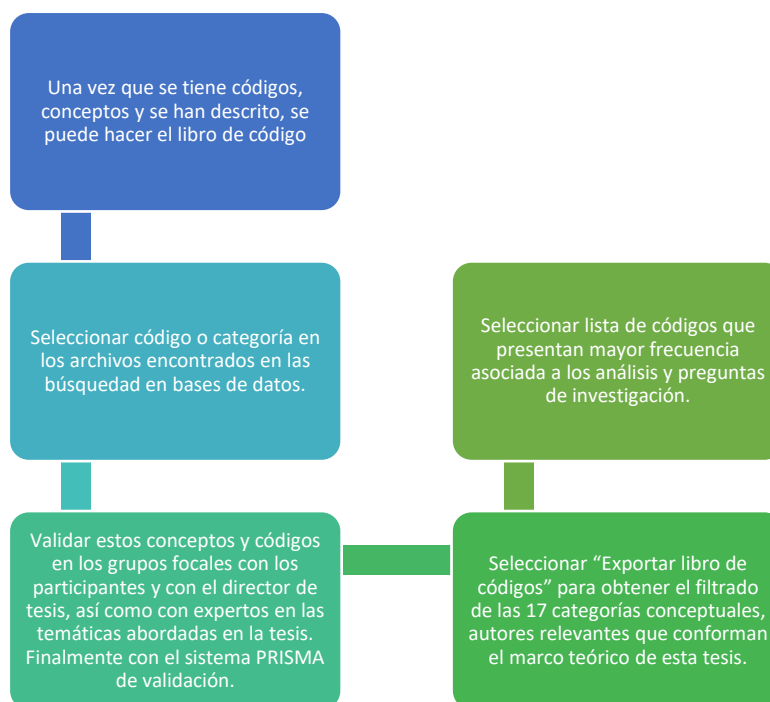 Una vez que se tiene códigos,
conceptos y se han descrito, se
puede hacer el libro de código
Seleccionar código o categoría en
los archivos encontrados en las
búsquedad en bases de datos.
Validar estos conceptos y códigos
en los grupos focales con los
participantes y con el director de
tesis, así como con expertos en las
temáticas abordadas en la tesis.
Finalmente con el sistema PRISMA
de validación.
Seleccionar “Exportar libro de
códigos” para obtener el filtrado
de las 17 categorías conceptuales,
autores relevantes que conforman
el marco teórico de esta tesis.
Seleccionar lista de códigos que
presentan mayor frecuencia
asociada a los análisis y preguntas
de investigación.